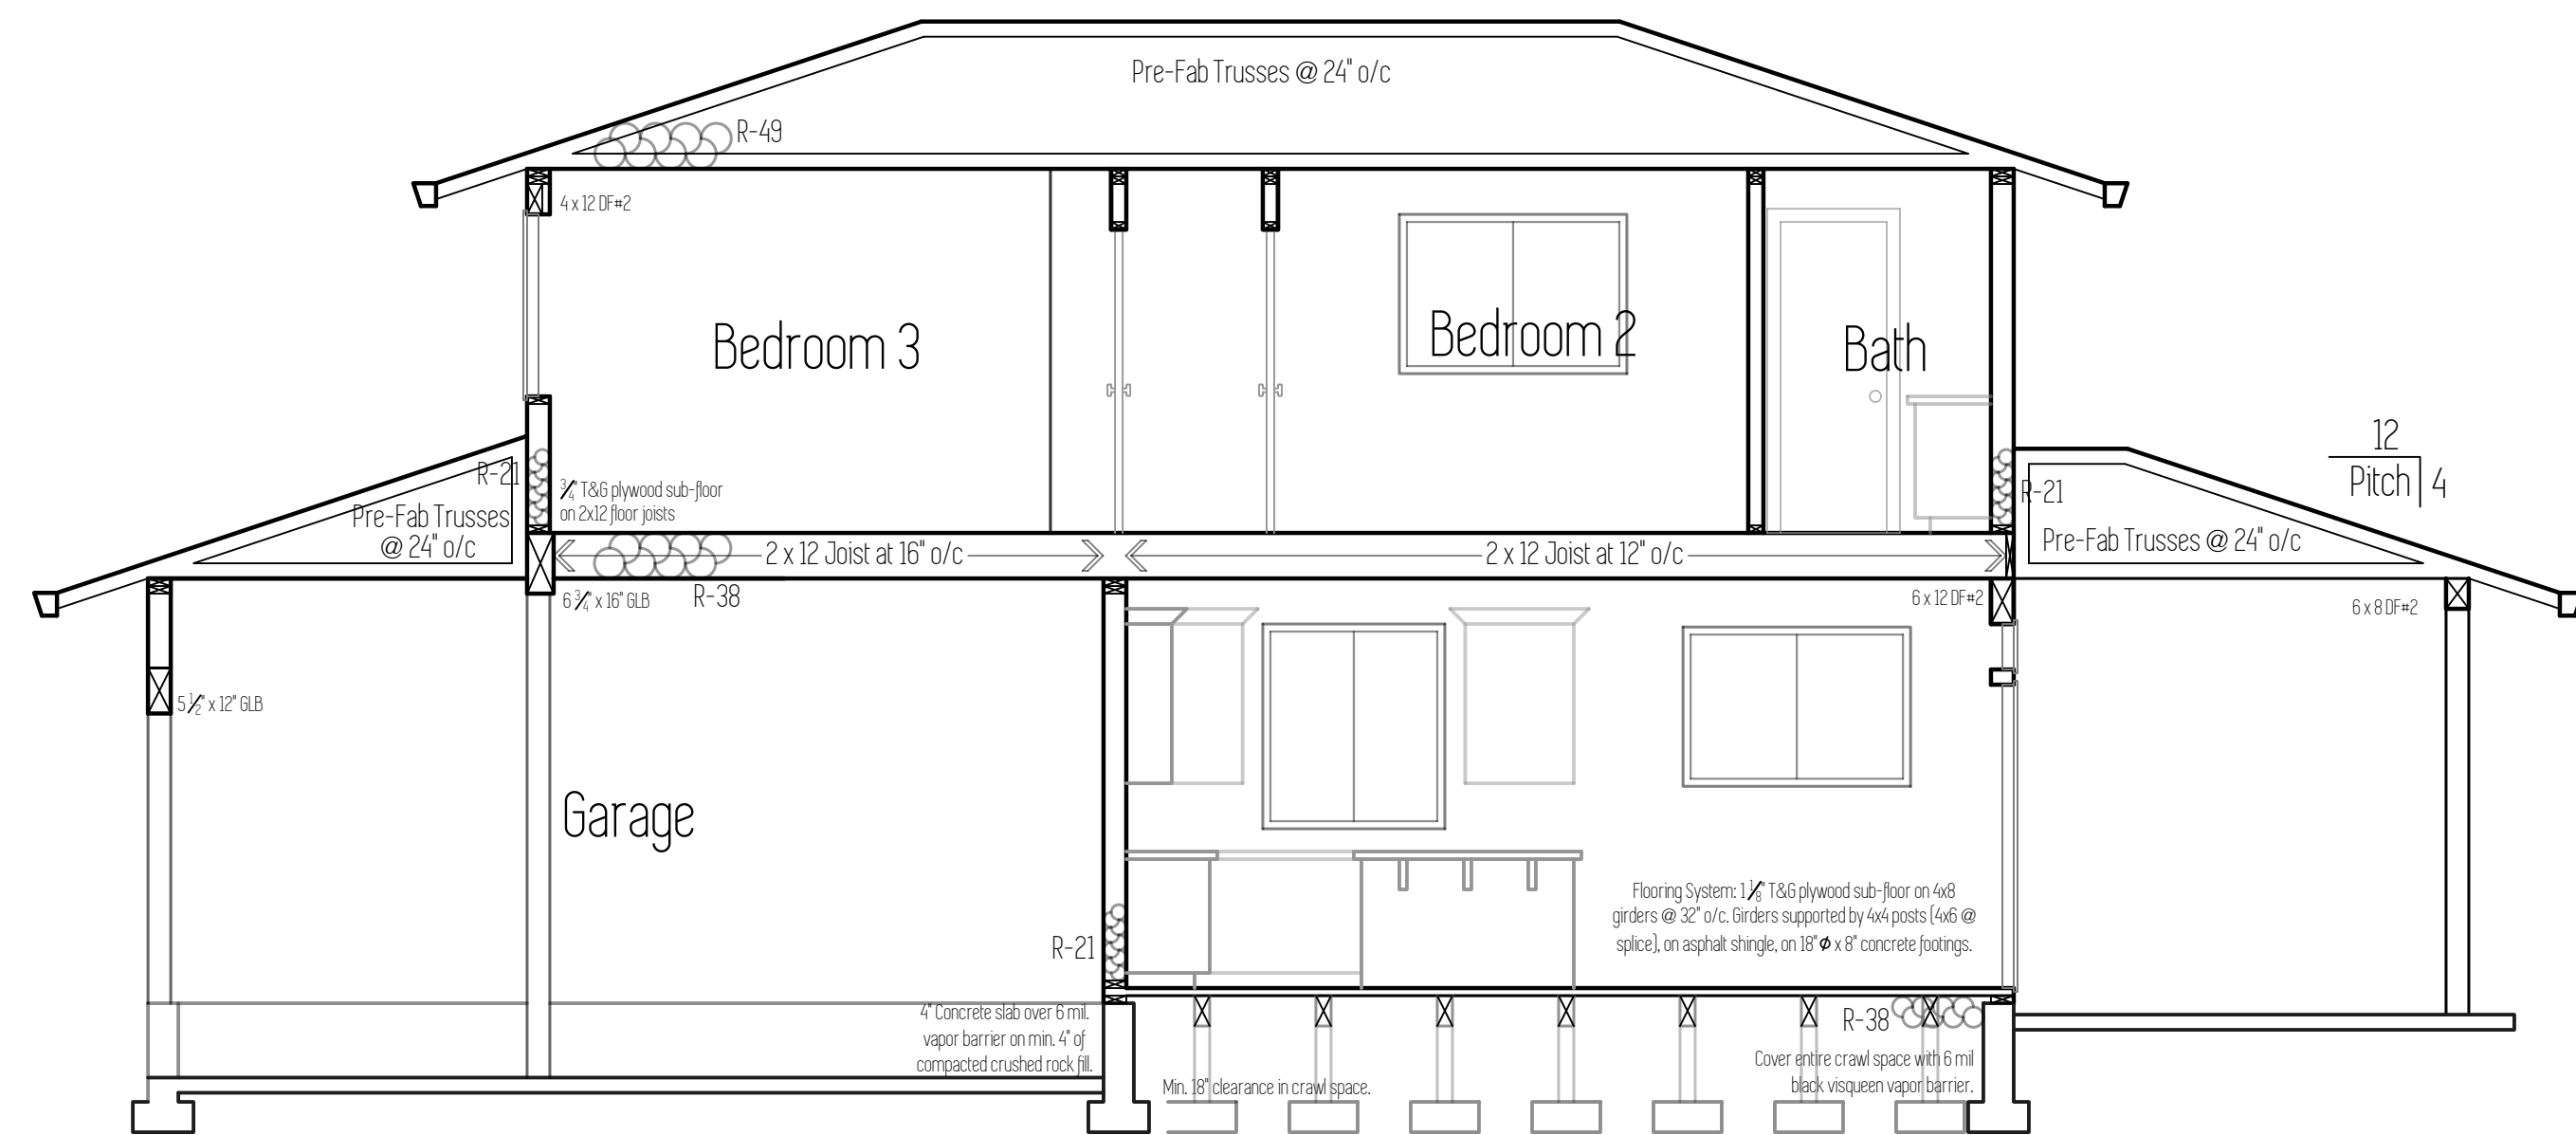 Pre-Fab Trusses @ 24" o/c
R-49
4 x 12 DF#2
Bedroom 3
Bedroom 2
Bath
12
Pitch 4
R-21
3/4" T&G plywood sub-floor
on 2x12 floor joists
R-21
Pre-Fab Trusses
@ 24" o/c
2 x 12 Joist at 16" o/c
2 x 12 Joist at 12" o/c
Pre-Fab Trusses @ 24" o/c
6 3/4" x 16" GLB
R-38
6 x 12 DF#2
6 x 8 DF#2
5 1/2" x 12" GLB
Garage
Flooring System: 1 1/8" T&G plywood sub-floor on 4x8
girders @ 32" o/c. Girders supported by 4x4 posts (4x6 @
splice), on asphalt shingle, on 18"Ø x 8" concrete footings.
R-21
4" Concrete slab over 6 mil.
vapor barrier on min. 4" of
compacted crushed rock fill.
R-38
Cover entire crawl space with 6 mil
black visqueen vapor barrier.
Min. 18" clearance in crawl space.